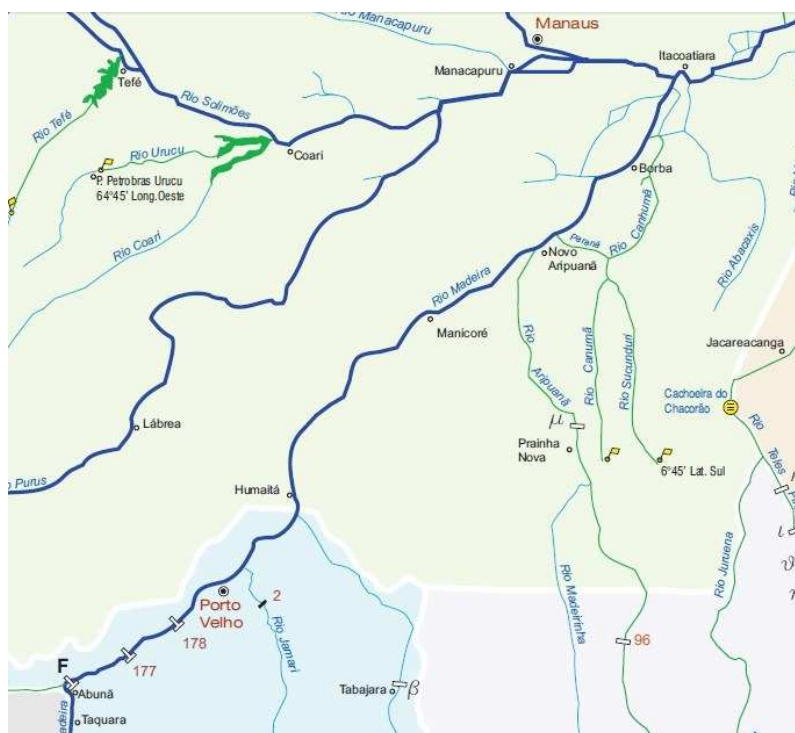 Rio Manacapuru
Manaus
Itacoatiara
Manacapuru
Tefé
Rio Solimões
Rio Tefé
Rio Urucu
Coari
P. Petrobras Urucu
64°45' Long.Oeste
Borba
Rio Canhumã
Paraná
Rio Abacaxis
Rio Coari
Novo
Aripuanã
Rio Madeira
Manicoré
Rio Aripuanã
Rio Canumã
Rio Sucunduri
Jacareacanga
Cachoeira do
Chacorão
Rio Teles
Lábrea
μ
Prainha
Nova
6°45' Lat. Sul
o Purus
Humaitá
Rio Juruena
ι
ϑ
Rio Madeirinha
Porto
Velho
2
Rio Jamari
178
177
96
F
Abunã
Tabajara
β
Taquara
adeira